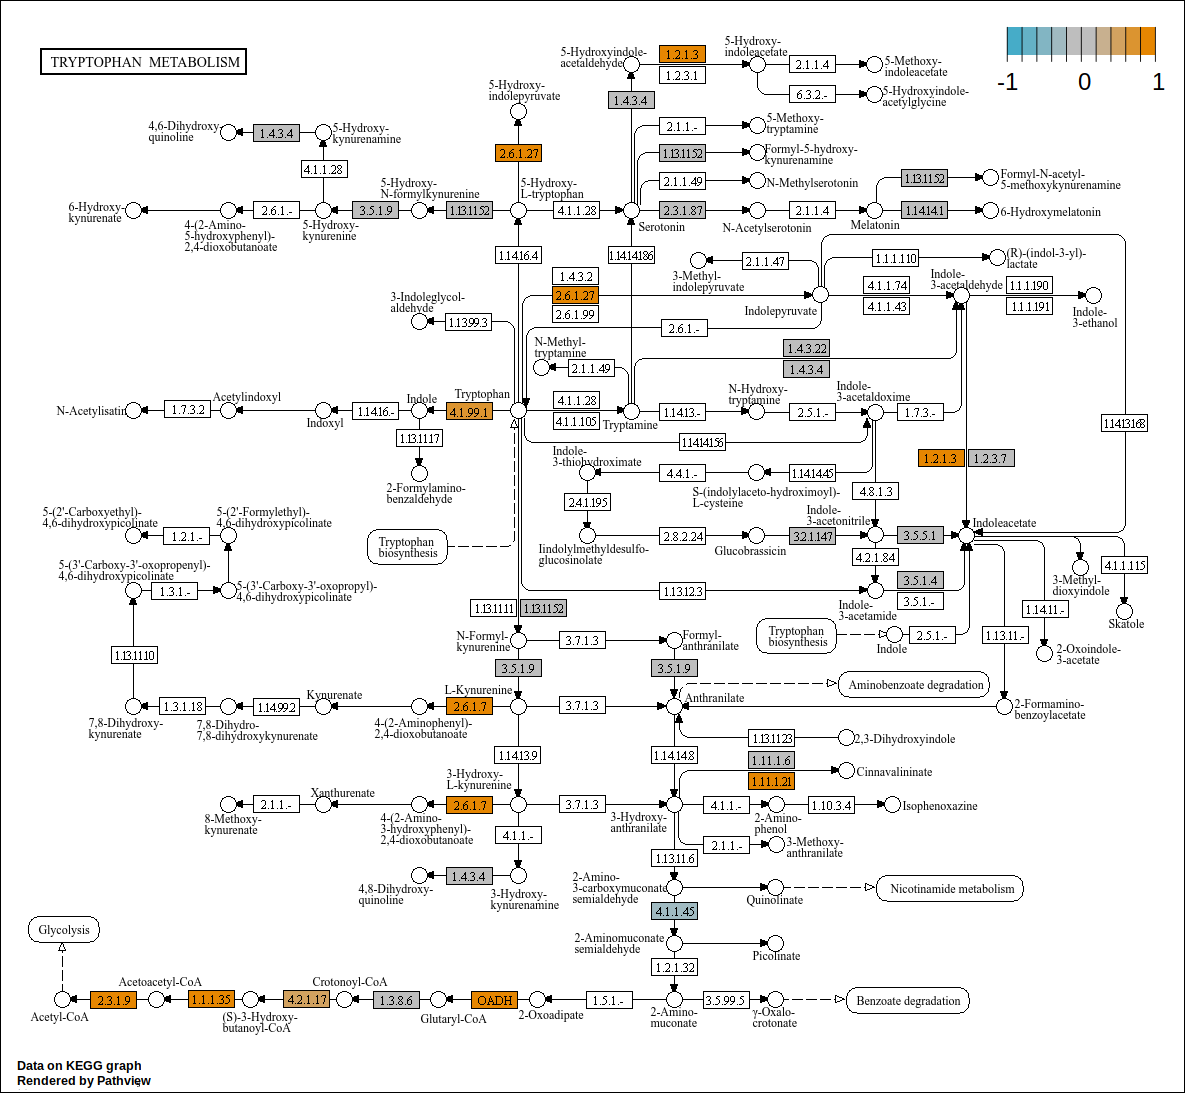 TRYPTOPHAN METABOLISM
-1 0 1
5-Hydroxyindole-
acetaldehyde
1.2.1.3
1.2.3.1
5-Hydroxy-
indoleacetate
2.1.1.4
5-Methoxy-
indoleacetate
6.3.2.-
5-Hydroxyindole-
acetylglycine
5-Hydroxy-
indolepyruvate
1.4.3.4
2.1.1.-
5-Methoxy-
tryptamine
4,6-Dihydroxy-
quinoline
1.4.3.4
5-Hydroxy-
kynurenamine
2.6.1.27
1.13.11.52
Formyl-5-hydroxy-
kynurenamine
4.1.1.28
2.1.1.49
N-Methylserotonin
1.13.11.52
Formyl-N-acetyl-
5-methoxykynurenamine
5-Hydroxy-
N-formylkynurenine
5-Hydroxy-
L-tryptophan
6-Hydroxy-
kynurenate
2.6.1.-
3.5.1.9
1.13.11.52
4.1.1.28
2.3.1.87
2.1.1.4
1.14.14.1
6-Hydroxymelatonin
4-(2-Amino-
5-hydroxyphenyl)-
2,4-dioxobutanoate
5-Hydroxy-
kynurenine
Serotonin
N-Acetylserotonin
Melatonin
1.14.16.4
1.14.14.186
2.1.1.47
3-Methyl-
indolepyruvate
1.1.1.110
(R)-(indol-3-yl)-
lactate
1.4.3.2
2.6.1.27
2.6.1.99
Indolepyruvate
4.1.1.74
4.1.1.43
Indole-
3-acetaldehyde
1.1.1.190
1.1.1.191
Indole-
3-ethanol
3-Indoleglycol-
aldehyde
1.13.99.3
2.6.1.-
N-Methyl-
tryptamine
2.1.1.49
1.4.3.22
1.4.3.4
N-Acetylisatin
1.7.3.2
Acetylindoxyl
Indoxyl
1.14.16.-
Indole
4.1.99.1
Tryptophan
4.1.1.28
4.1.1.105
Tryptamine
1.14.13.-
N-Hydroxy-
tryptamine
2.5.1.-
Indole-
3-acetaldoxime
1.7.3.-
1.14.13.168
1.13.11.17
2-Formylamino-
benzaldehyde
1.14.14.156
Indole-
3-thiohydroximate
4.4.1.-
1.14.14.45
S-(indolylaceto-hydroximoyl)-
L-cysteine
1.2.1.3
1.2.3.7
4.8.1.3
5-(2'-Carboxyethyl)-
4,6-dihydroxypicolinate
1.2.1.-
5-(2'-Formylethyl)-
4,6-dihydroxypicolinate
Tryptophan
biosynthesis
2.4.1.195
Iindolylmethyldesulfo-
glucosinolate
2.8.2.24
Glucobrassicin
3.2.1.147
Indole-
3-acetonitrile
3.5.5.1
Indoleacetate
4.2.1.84
5-(3'-Carboxy-3'-oxopropenyl)-
4,6-dihydroxypicolinate
1.3.1.-
5-(3'-Carboxy-3'-oxopropyl)-
4,6-dihydroxypicolinate
1.13.12.3
3.5.1.4
3.5.1.-
Indole-
3-acetamide
3-Methyl-
dioxyindole
4.1.1.115
Skatole
1.13.11.11
1.13.11.52
1.14.11.-
2-Oxoindole-
3-acetate
Tryptophan
biosynthesis
Indole
2.5.1.-
1.13.11.-
1.13.11.10
N-Formyl-
kynurenine
3.7.1.3
Formyl-
anthranilate
3.5.1.9
3.5.1.9
Aminobenzoate degradation
7,8-Dihydroxy-
kynurenate
1.3.1.18
7,8-Dihydro-
7,8-dihydroxykynurenate
1.14.99.2
Kynurenate
4-(2-Aminophenyl)-
2,4-dioxobutanoate
2.6.1.7
L-Kynurenine
3.7.1.3
Anthranilate
2-Formamino-
benzoylacetate
1.14.13.9
1.14.14.8
1.13.11.23
2,3-Dihydroxyindole
1.11.1.6
1.11.1.21
Cinnavalininate
8-Methoxy-
kynurenate
2.1.1.-
Xanthurenate
4-(2-Amino-
3-hydroxyphenyl)-
2,4-dioxobutanoate
2.6.1.7
3-Hydroxy-
L-kynurenine
3.7.1.3
3-Hydroxy-
anthranilate
4.1.1.-
2-Amino-
phenol
1.10.3.4
Isophenoxazine
4.1.1.-
2.1.1.-
3-Methoxy-
anthranilate
1.13.11.6
4,8-Dihydroxy-
quinoline
1.4.3.4
3-Hydroxy-
kynurenamine
2-Amino-
3-carboxymuconate
semialdehyde
Quinolinate
Nicotinamide metabolism
4.1.1.45
Glycolysis
2-Aminomuconate
semialdehyde
Picolinate
1.2.1.32
Acetyl-CoA
2.3.1.9
Acetoacetyl-CoA
1.1.1.35
(S)-3-Hydroxy-
butanoyl-CoA
4.2.1.17
Crotonoyl-CoA
1.3.8.6
Glutaryl-CoA
OADH
2-Oxoadipate
1.5.1.-
2-Amino-
muconate
3.5.99.5
γ-Oxalo-
crotonate
Benzoate degradation
Data on KEGG graph
Rendered by Pathview